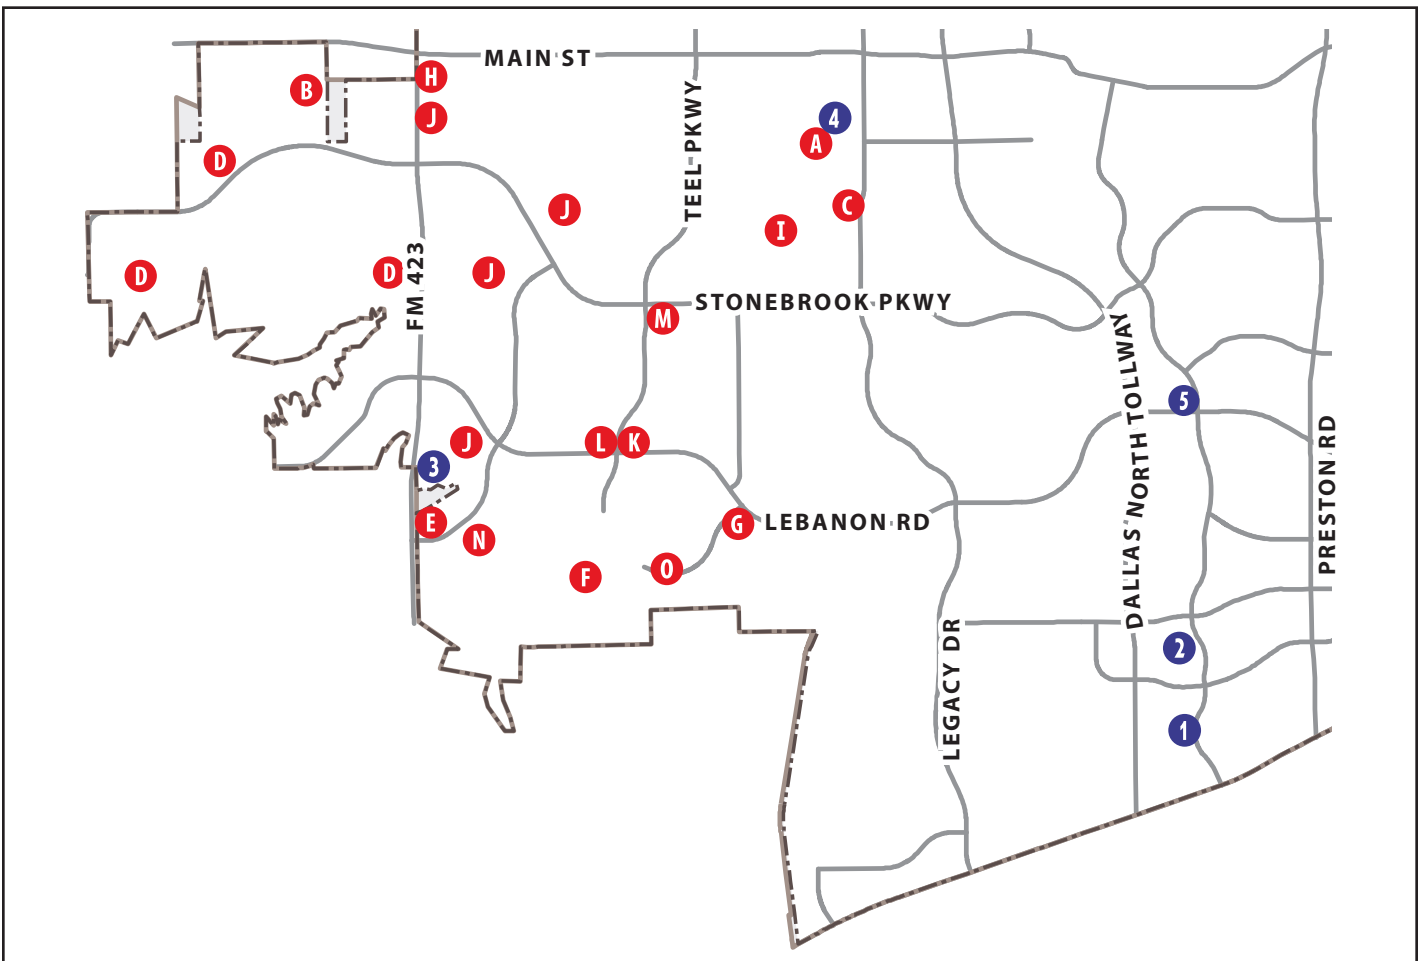 MAIN ST
H
B
J
4
A
TEEL PKWY
D
C
J
I
D
D
FM 423
J
STONEBROOK PKWY
M
DALLAS NORTH TOLLWAY
5
J
L
K
3
PRESTON RD
E
G
LEBANON RD
N
O
F
LEGACY DR
2
1